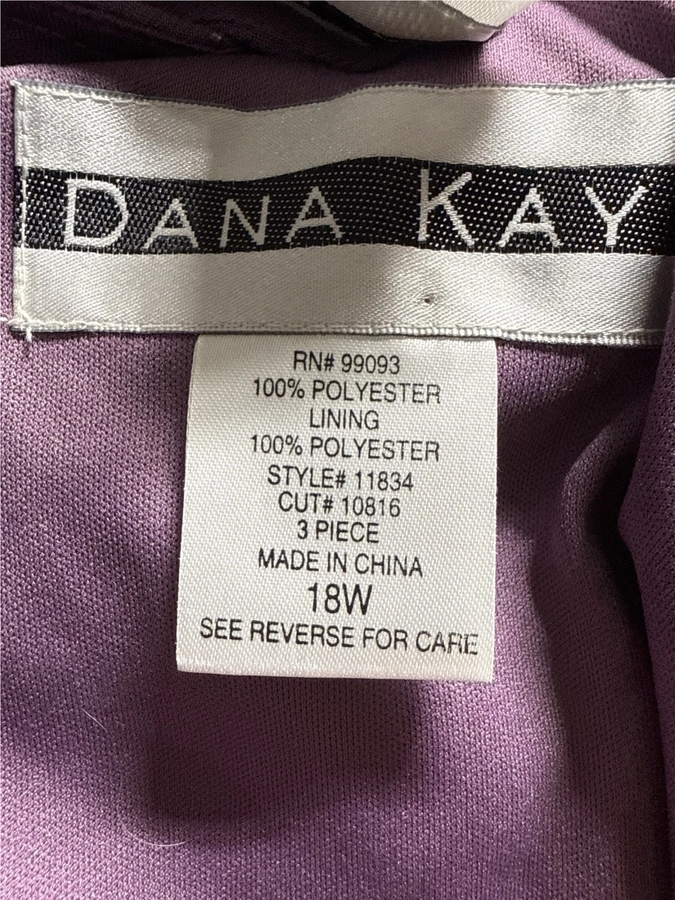 DANA KAY
RN# 99093
100% POLYESTER
LINING
100% POLYESTER
STYLE# 11834
CUT# 10816
3 PIECE
MADE IN CHINA
18W
SEE REVERSE FOR CARE